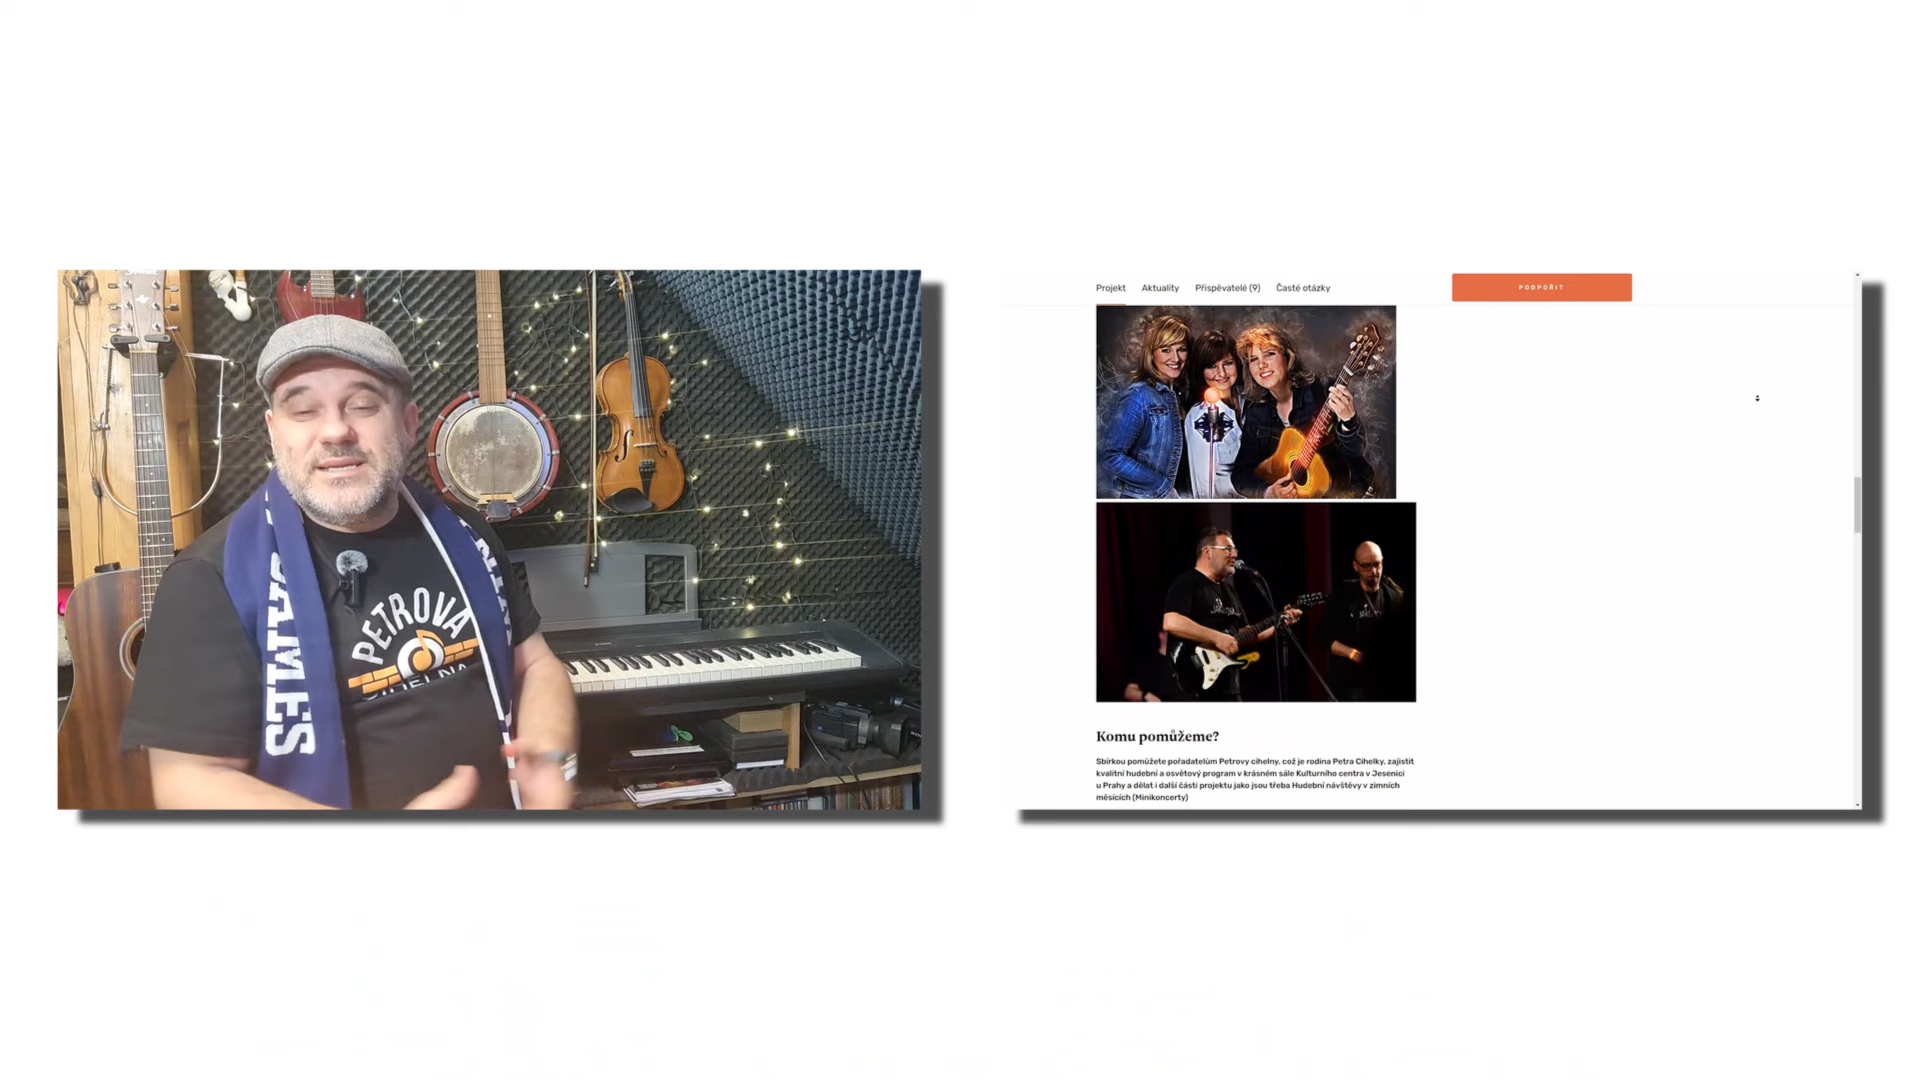 PETROVA
JAMES
Projekt Aktuality Přispěvatelé (9) Časté otázky
PODPOŘIT
Komu pomůžeme?
Sbírkou pomůžete pořadatelům Petrovy cihelny, což je rodina Petra Cihelky, zajistit
kvalitní hudební a osvětový program v krásném sále Kulturního centra v Jesenici
u Prahy a dělat i další části projektu jako jsou třeba Hudební návštěvy v zimních
měsících (Minikoncerty)